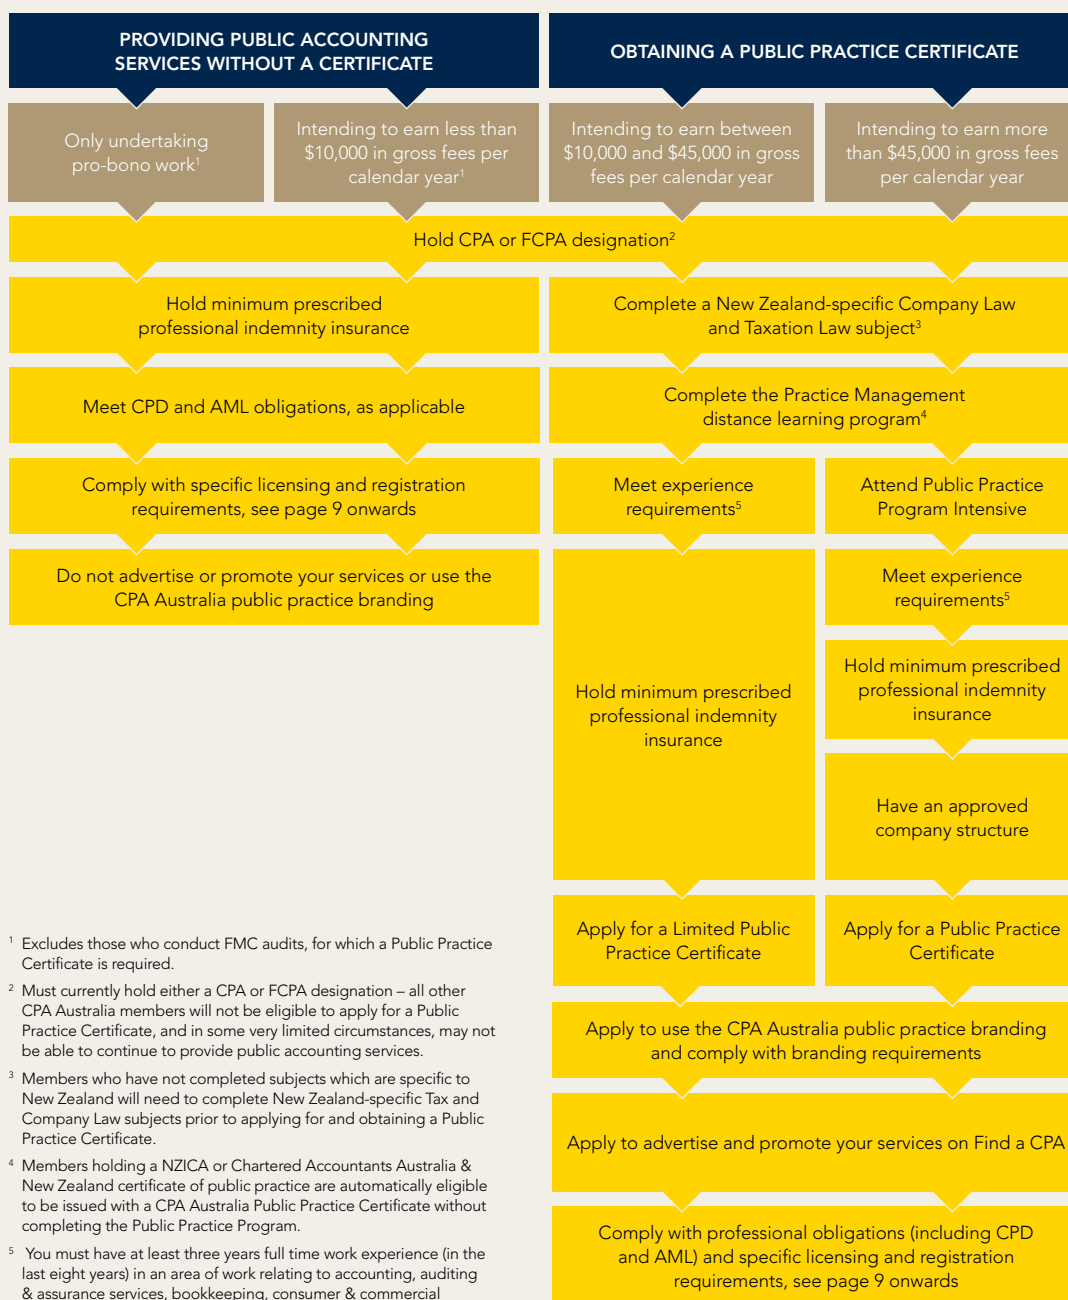 PROVIDING PUBLIC ACCOUNTING
SERVICES WITHOUT A CERTIFICATE
OBTAINING A PUBLIC PRACTICE CERTIFICATE
Only undertaking
pro-bono work¹
Intending to earn less than
$10,000 in gross fees per
calendar year¹
Intending to earn between
$10,000 and $45,000 in gross
fees per calendar year
Intending to earn more
than $45,000 in gross fees
per calendar year
Hold CPA or FCPA designation²
Hold minimum prescribed
professional indemnity insurance
Meet CPD and AML obligations, as applicable
Comply with specific licensing and registration
requirements, see page 9 onwards
Do not advertise or promote your services or use the
CPA Australia public practice branding
Complete a New Zealand-specific Company Law
and Taxation Law subject³
Complete the Practice Management
distance learning program⁴
Meet experience
requirements⁵
Hold minimum prescribed
professional indemnity
insurance
Apply for a Limited Public
Practice Certificate
Attend Public Practice
Program Intensive
Meet experience
requirements⁵
Hold minimum prescribed
professional indemnity
insurance
Have an approved
company structure
Apply for a Public Practice
Certificate
Apply to use the CPA Australia public practice branding
and comply with branding requirements
Apply to advertise and promote your services on Find a CPA
Comply with professional obligations (including CPD
and AML) and specific licensing and registration
requirements, see page 9 onwards
¹ Excludes those who conduct FMC audits, for which a Public Practice
Certificate is required.
² Must currently hold either a CPA or FCPA designation – all other
CPA Australia members will not be eligible to apply for a Public
Practice Certificate, and in some very limited circumstances, may not
be able to continue to provide public accounting services.
³ Members who have not completed subjects which are specific to
New Zealand will need to complete New Zealand-specific Tax and
Company Law subjects prior to applying for and obtaining a Public
Practice Certificate.
⁴ Members holding a NZICA or Chartered Accountants Australia &
New Zealand certificate of public practice are automatically eligible
to be issued with a CPA Australia Public Practice Certificate without
completing the Public Practice Program.
⁵ You must have at least three years full time work experience (in the
last eight years) in an area of work relating to accounting, auditing
& assurance services, bookkeeping, consumer & commercial